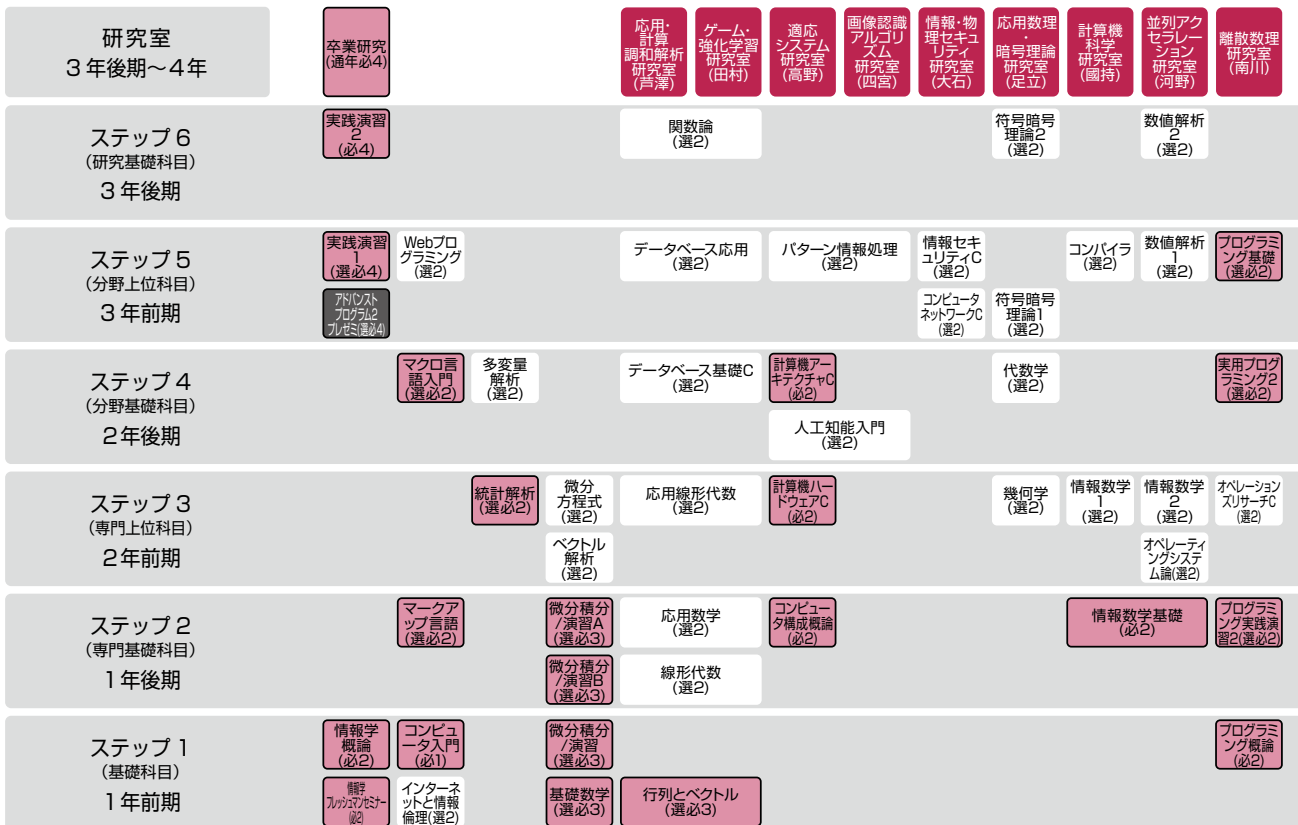 研究室
3年後期〜4年
卒業研究
(通年必4)
応用・
計算
調和解析
研究室
(芦澤)
ゲーム・
強化学習
研究室
(田村)
適応
システム
研究室
(高野)
画像認識
アルゴリ
ズム
研究室
(四宮)
情報・物
理セキュ
リティ
研究室
(大石)
応用数理
・
暗号理論
研究室
(足立)
計算機
科学
研究室
(國持)
並列アク
セラレー
ション
研究室
(河野)
離散数理
研究室
(南川)
ステップ6
(研究基礎科目)
3年後期
実践演習
2
(必4)
関数論
(選2)
符号暗号
理論2
(選2)
数値解析
2
(選2)
ステップ5
(分野上位科目)
3年前期
実践演習
1
(選必4)
Webプロ
グラミング
(選2)
データベース応用
(選2)
パターン情報処理
(選2)
情報セキ
ュリティC
(選2)
コンパイラ
(選2)
数値解析
1
(選2)
プログラミ
ング基礎
(選必2)
アドバンスト
プログラム2
プレゼミ(選必4)
コンピュータ
ネットワークC
(選2)
符号暗号
理論1
(選2)
ステップ4
(分野基礎科目)
2年後期
マクロ言
語入門
(選必2)
多変量
解析
(選2)
データベース基礎C
(選2)
計算機アー
キテクチャC
(必2)
代数学
(選2)
実用プログ
ラミング2
(選必2)
人工知能入門
(選2)
ステップ3
(専門上位科目)
2年前期
統計解析
(選必2)
微分
方程式
(選2)
応用線形代数
(選2)
計算機ハー
ドウェアC
(必2)
幾何学
(選2)
情報数学
1
(選2)
情報数学
2
(選2)
オペレーション
ズリサーチC
(選2)
ベクトル
解析
(選2)
オペレーティ
ングシステ
ム論(選2)
ステップ2
(専門基礎科目)
1年後期
マークア
ップ言語
(選必2)
微分積分
/演習A
(選必3)
応用数学
(選2)
コンピュー
タ構成概論
(必2)
情報数学基礎
(必2)
プログラミ
ング実践演
習2(選必2)
微分積分
/演習B
(選必3)
線形代数
(選2)
ステップ1
(基礎科目)
1年前期
情報学
概論
(必2)
コンピュ
ータ入門
(必1)
微分積分
/演習
(選必3)
プログラミ
ング概論
(必2)
情報学
フレッシュマンセミナー
(必2)
インターネ
ットと情報
倫理(選2)
基礎数学
(選必3)
行列とベクトル
(選必3)